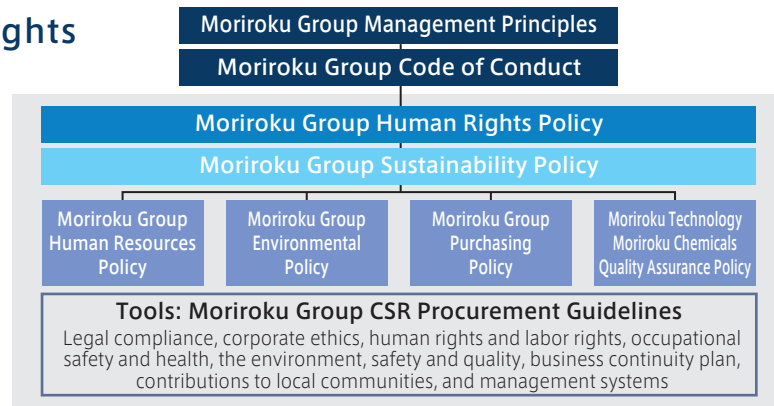 ghts
Moriroku Group Management Principles
Moriroku Group Code of Conduct
Moriroku Group Human Rights Policy
Moriroku Group Sustainability Policy
Moriroku Group
Human Resources
Policy
Moriroku Group
Environmental
Policy
Moriroku Group
Purchasing
Policy
Moriroku Technology
Moriroku Chemicals
Quality Assurance Policy
Tools: Moriroku Group CSR Procurement Guidelines
Legal compliance, corporate ethics, human rights and labor rights, occupational
safety and health, the environment, safety and quality, business continuity plan,
contributions to local communities, and management systems